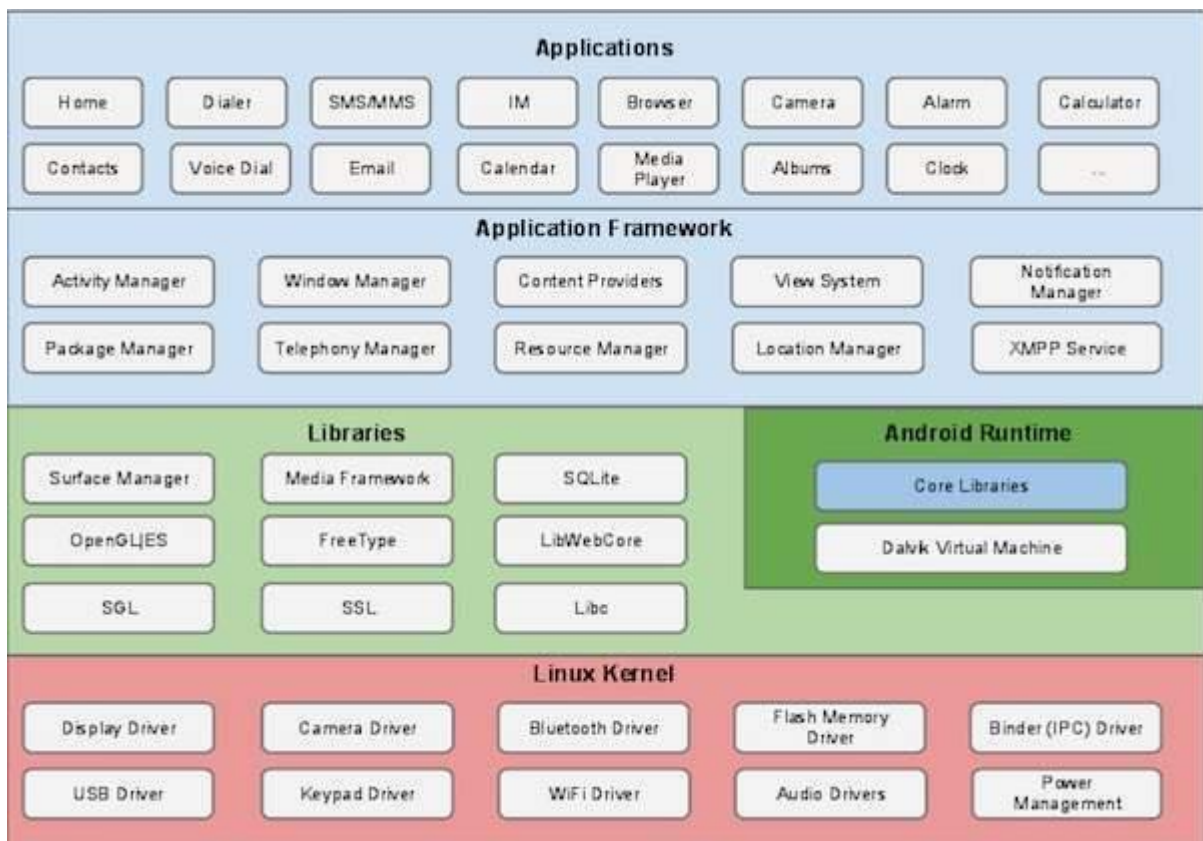 Applications
Home Dialer SMS/MMS IM Browser Camera Alarm Calculator
Contacts Voice Dial Email Calendar Media Player Albums Clock ...
Application Framework
Activity Manager Window Manager Content Providers View System Notification Manager
Package Manager Telephony Manager Resource Manager Location Manager XMPP Service
Libraries
Surface Manager Media Framework SQLite
OpenGL|ES FreeType LibWebCore
SGL SSL Libc
Android Runtime
Core Libraries
Dalvik Virtual Machine
Linux Kernel
Display Driver Camera Driver Bluetooth Driver Flash Memory Driver Binder (IPC) Driver
USB Driver Keypad Driver WiFi Driver Audio Drivers Power Management